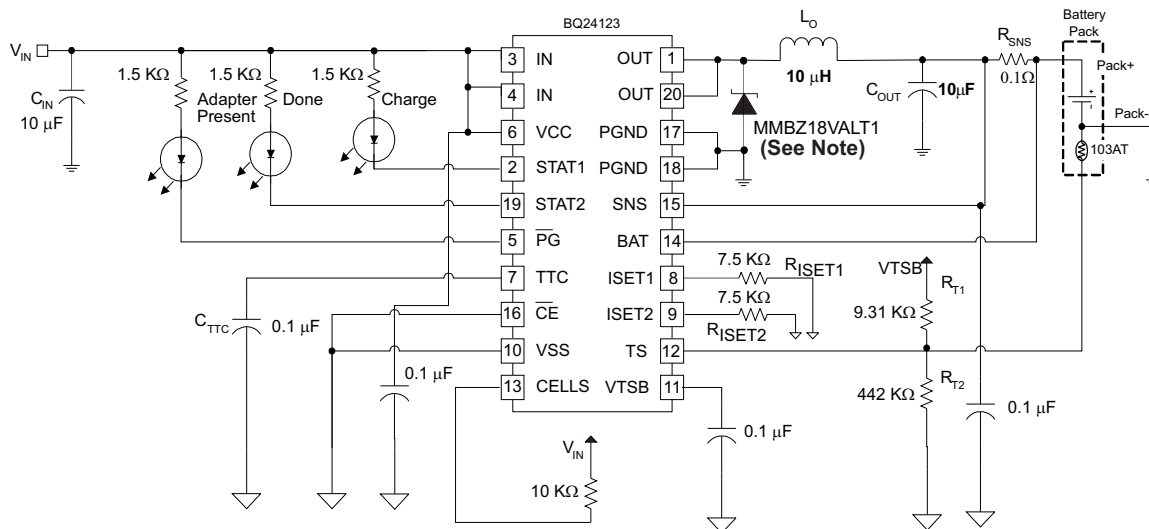 BQ24123
V_IN
C_IN
10 μF
1.5 KΩ
Adapter
Present
1.5 KΩ
Done
1.5 KΩ
Charge
3 IN
4 IN
6 VCC
2 STAT1
19 STAT2
5 P̅G̅
7 TTC
16 C̅E̅
10 VSS
13 CELLS
OUT 1
OUT 20
PGND 17
PGND 18
SNS 15
BAT 14
ISET1 8
ISET2 9
TS 12
VTSB 11
L_O
10 μH
MMBZ18VALT1
(See Note)
C_OUT
10μF
R_SNS
0.1Ω
Battery
Pack
Pack+
+
Pack-
103AT
7.5 KΩ
R_ISET1
7.5 KΩ
R_ISET2
VTSB
R_T1
9.31 KΩ
R_T2
442 KΩ
0.1 μF
C_TTC
0.1 μF
0.1 μF
0.1 μF
V_IN
10 KΩ